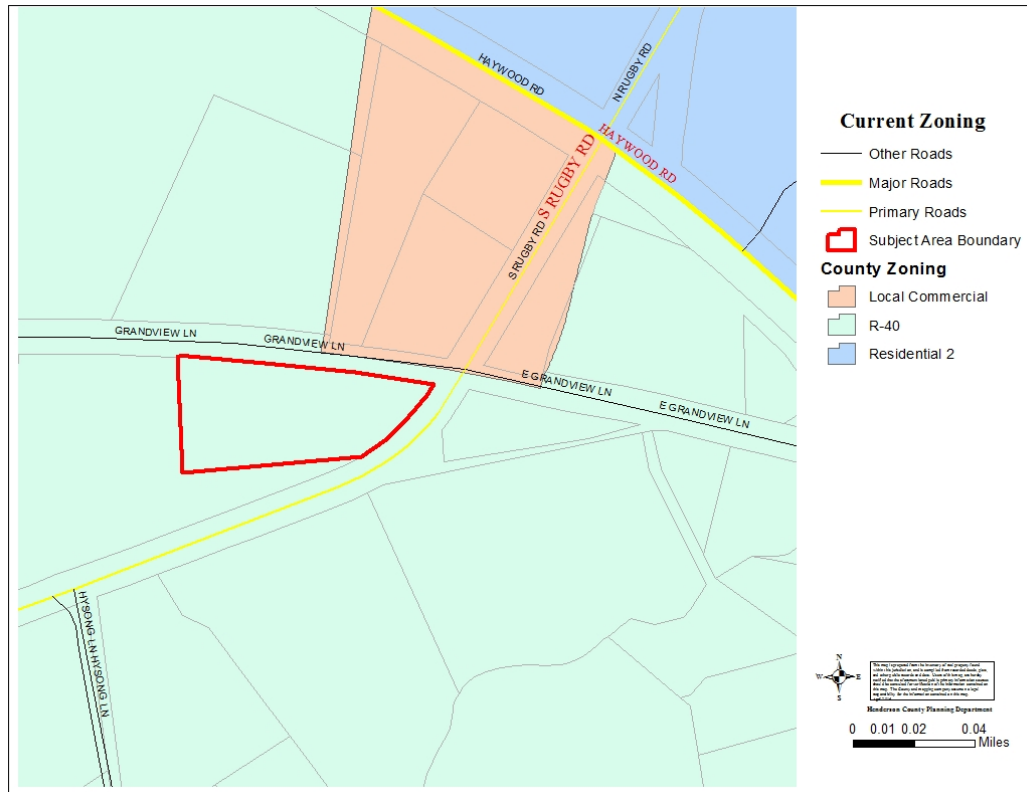 HAYWOOD RD
N RUGBY RD
HAYWOOD RD
S RUGBY RD
S RUGBY RD
GRANDVIEW LN
GRANDVIEW LN
E GRANDVIEW LN
E GRANDVIEW LN
HYSONG LN
HYSONG LN
Current Zoning
Other Roads
Major Roads
Primary Roads
Subject Area Boundary
County Zoning
Local Commercial
R-40
Residential 2
N
W
E
S
Henderson County Planning Department
0 0.01 0.02 0.04
Miles